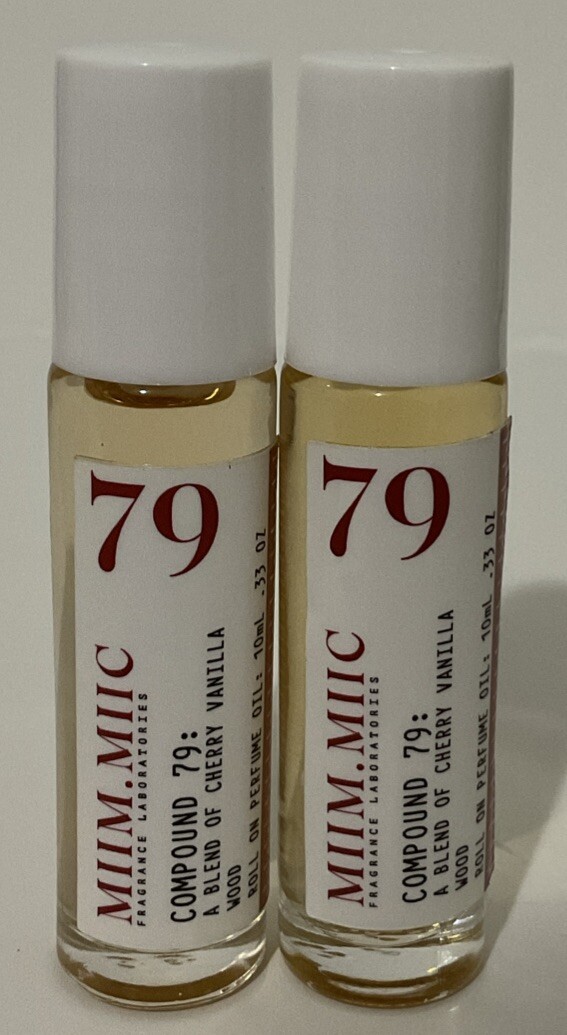 79
MIIM.MIIC
FRAGRANCE LABORATORIES
COMPOUND 79:
A BLEND OF CHERRY VANILLA
WOOD
ROLL ON PERFUME OIL: 10mL .33 OZ
79
MIIM.MIIC
FRAGRANCE LABORATORIES
COMPOUND 79:
A BLEND OF CHERRY VANILLA
WOOD
ROLL ON PERFUME OIL: 10mL .33 OZ